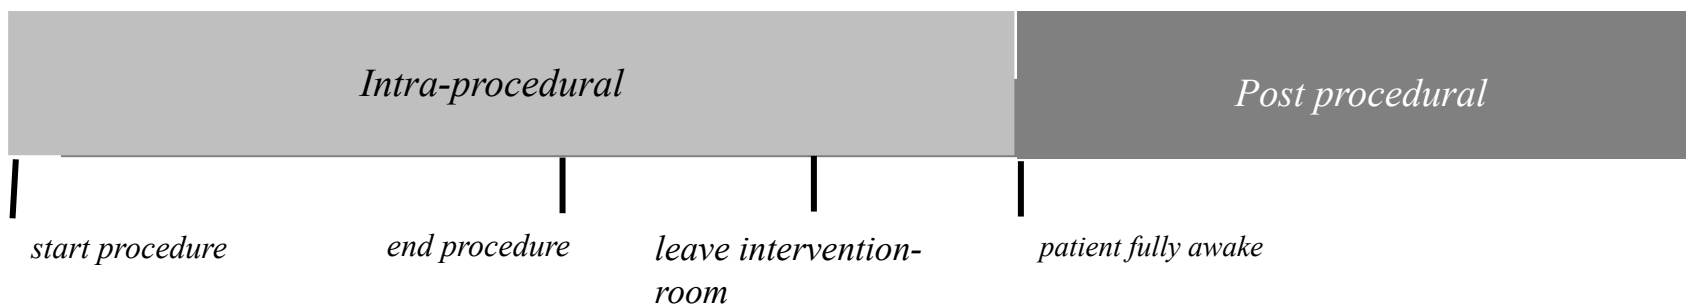 Intra-procedural
Post procedural
start procedure
end procedure
leave intervention-
room
patient fully awake